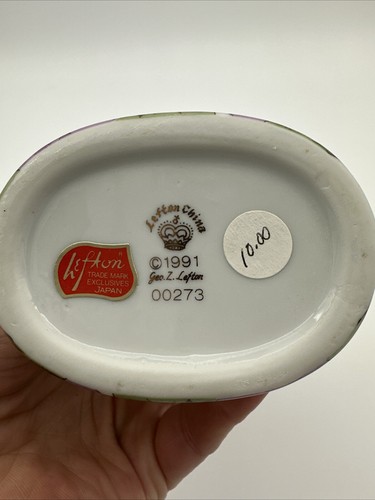 Lefton China
©1991
Geo. Z. Lefton
00273
Lefton
TRADE MARK
EXCLUSIVES
JAPAN
10.00